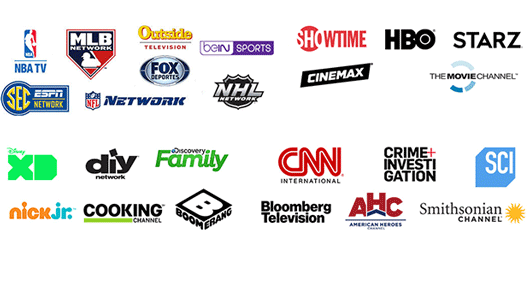 NBA TV
MLB
NETWORK
Outside
TELEVISION
FOX
DEPORTES
beIN SPORTS
SEC ESPN
NETWORK
NFL NETWORK
NHL
NETWORK
SHOWTIME
HBO
STARZ
CINEMAX
THE MOVIE CHANNEL
Disney
XD
diy
network
Discovery
Family
CNN
INTERNATIONAL
CRIME+
INVESTI
GATION
SCI
nick jr.
COOKING
CHANNEL
BOOMERANG
Bloomberg
Television
AHC
AMERICAN HEROES
CHANNEL
Smithsonian
CHANNEL